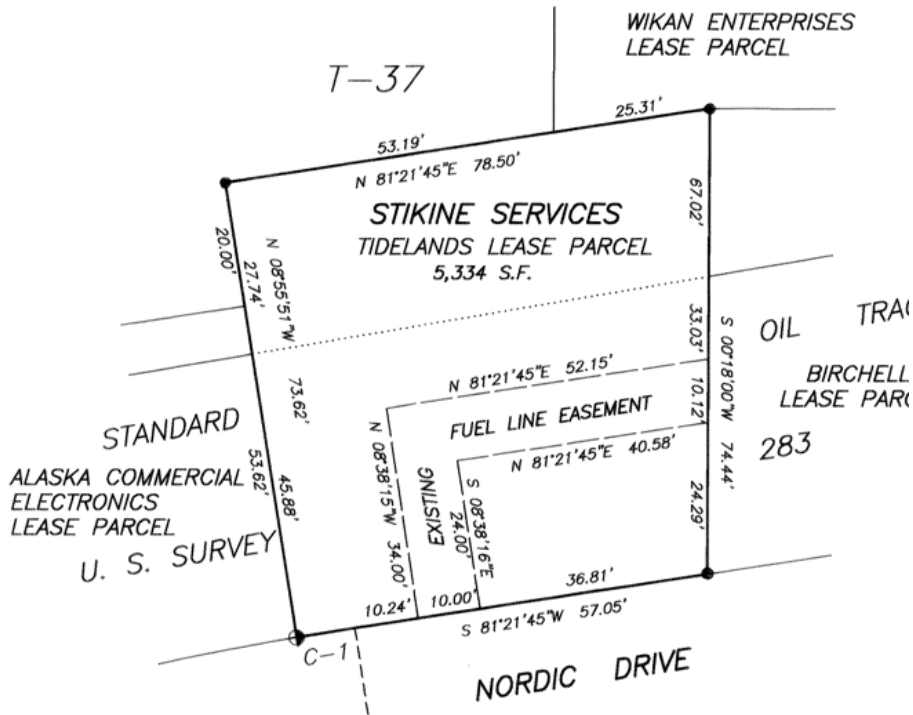 WIKAN ENTERPRISES
LEASE PARCEL
T-37
25.31'
53.19'
N 81°21'45"E 78.50'
67.02'
STIKINE SERVICES
TIDELANDS LEASE PARCEL
5,334 S.F.
20.00'
27.74'
N 08°55'51"W
33.03'
S 00°18'00"W 74.44'
OIL TRAC
N 81°21'45"E 52.15'
BIRCHELL
LEASE PARC
10.12'
73.62'
FUEL LINE EASEMENT
STANDARD
N 08°38'15"W 34.00'
EXISTING
N 81°21'45"E 40.58'
283
ALASKA COMMERCIAL
ELECTRONICS
LEASE PARCEL
53.62'
45.88'
S 08°38'16"E
24.00'
24.29'
U. S. SURVEY
36.81'
10.24'
10.00'
S 81°21'45"W 57.05'
C-1
NORDIC DRIVE